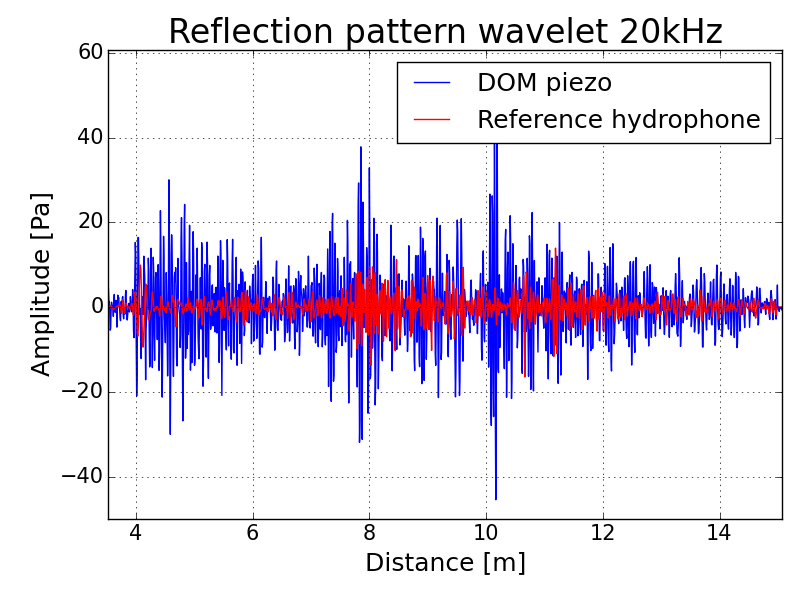 Reflection pattern wavelet 20kHz
60
DOM piezo
Reference hydrophone
40
20
0
−20
−40
Amplitude [Pa]
4 6 8 10 12 14
Distance [m]